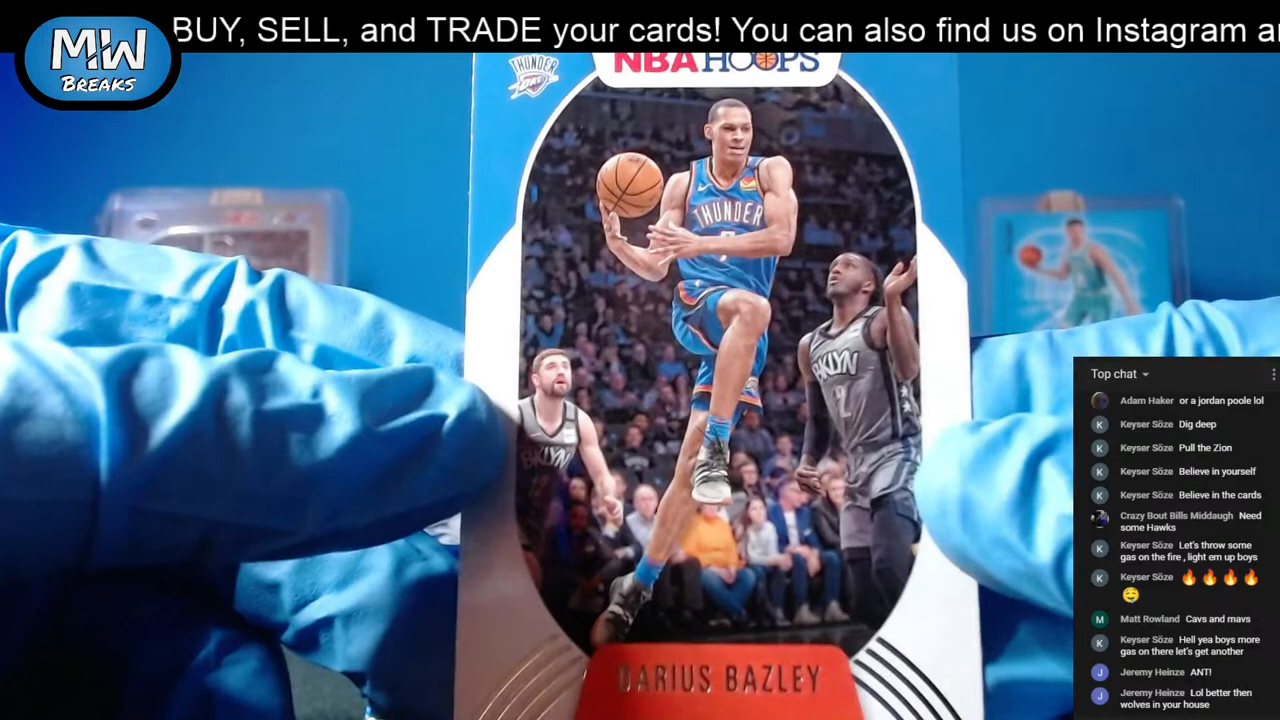 BUY, SELL, and TRADE your cards! You can also find us on Instagram
MW
BREAKS
THUNDER
OKC
NBA HOOPS
THUNDER
BKLYN
BKLYN
2
DARIUS BAZLEY
Top chat
Adam Haker or a jordan poole lol
K Keyser Söze Dig deep
K Keyser Söze Pull the Zion
K Keyser Söze Believe in yourself
K Keyser Söze Believe in the cards
Crazy Bout Bills Middaugh Need
some Hawks
K Keyser Söze Let's throw some
gas on the fire , light em up boys
K Keyser Söze 🔥🔥🔥🔥
🤤
M Matt Rowland Cavs and mavs
K Keyser Söze Hell yea boys more
gas on there let's get another
J Jeremy Heinze ANT!
J Jeremy Heinze Lol better then
wolves in your house